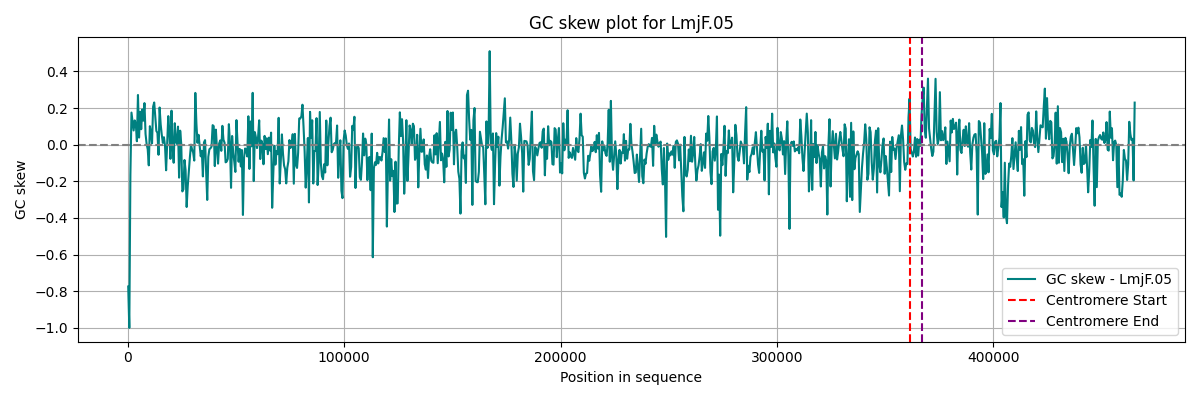 GC skew plot for LmjF.05
GC skew
0.4
0.2
0.0
−0.2
−0.4
−0.6
−0.8
−1.0
0 100000 200000 300000 400000
Position in sequence
GC skew - LmjF.05
Centromere Start
Centromere End